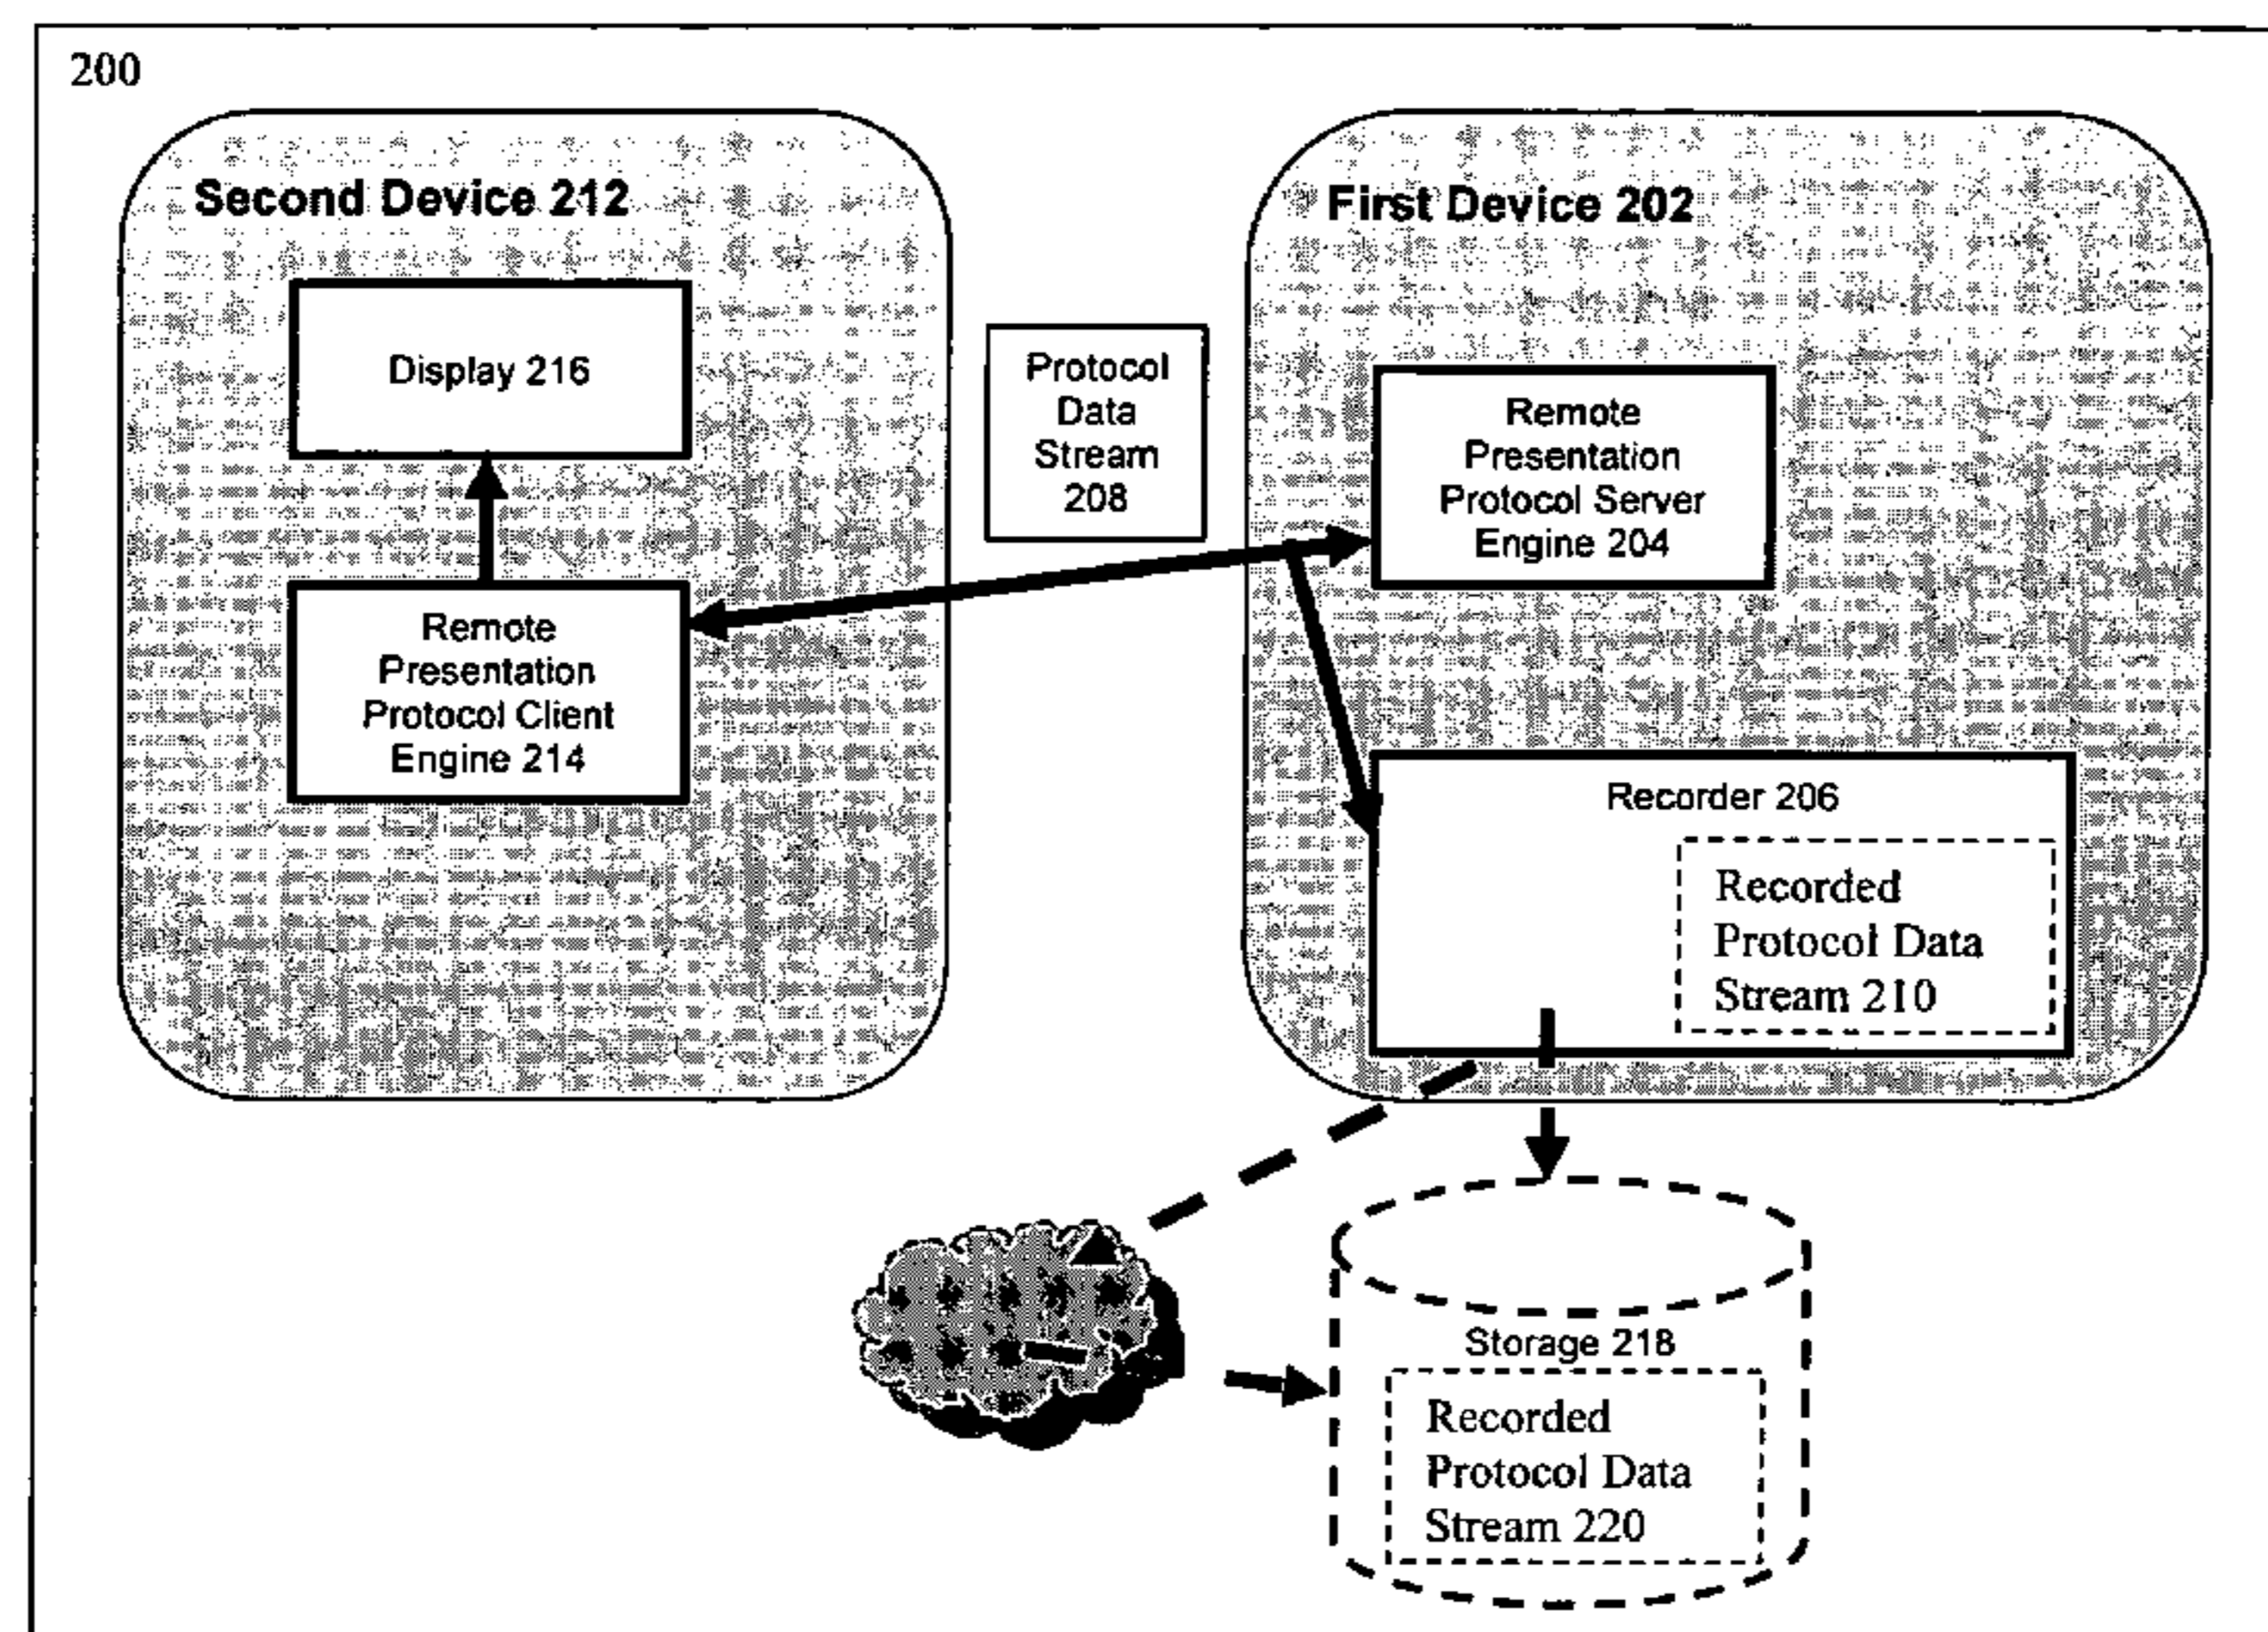 200
Second Device 212
Display 216
Remote
Presentation
Protocol Client
Engine 214
Protocol
Data
Stream
208
First Device 202
Remote
Presentation
Protocol Server
Engine 204
Recorder 206
Recorded
Protocol Data
Stream 210
Storage 218
Recorded
Protocol Data
Stream 220